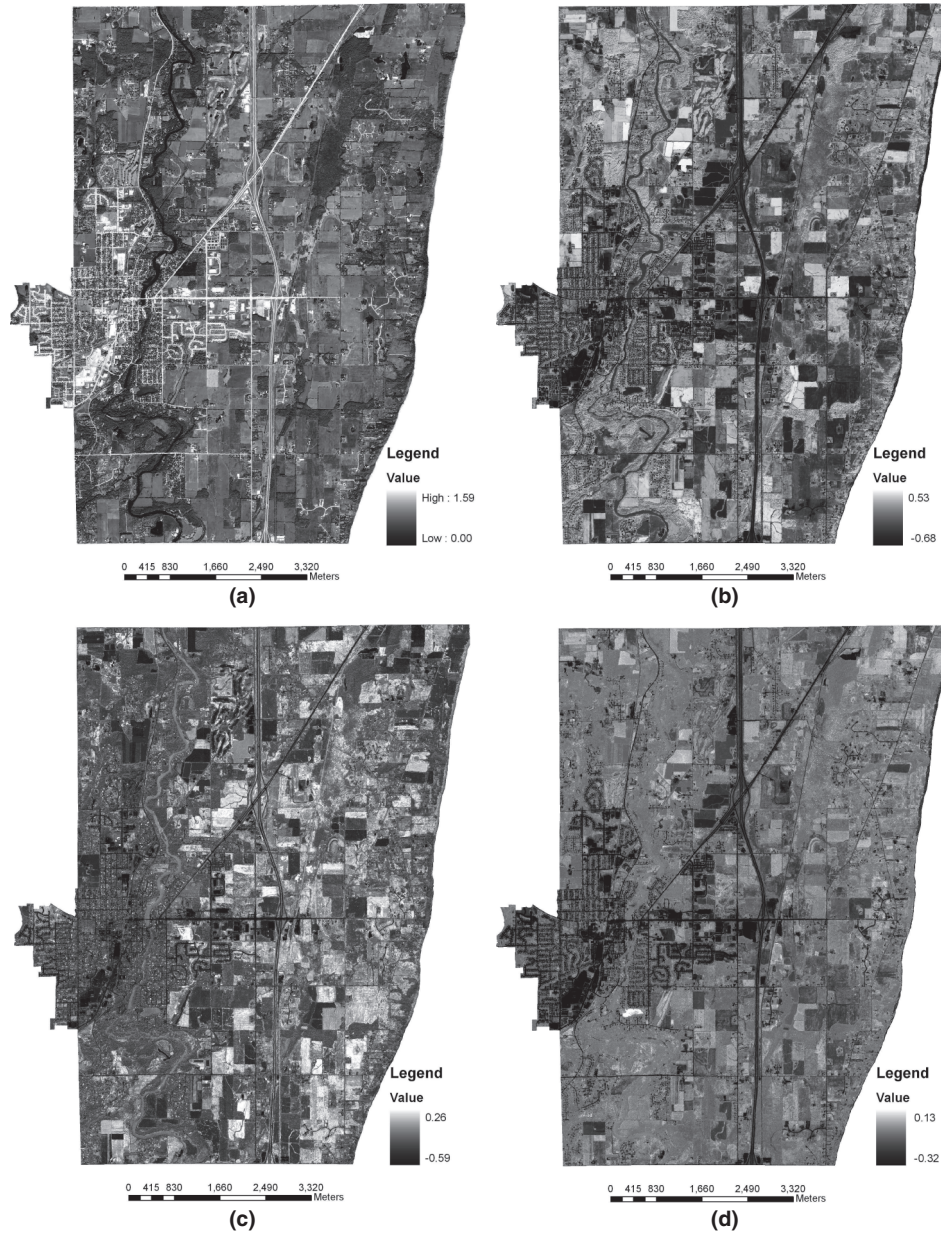 Legend
Value
High : 1.59
Low : 0.00
0 415 830 1,660 2,490 3,320
Meters
(a)
Legend
Value
0.53
-0.68
0 415 830 1,660 2,490 3,320
Meters
(b)
Legend
Value
0.26
-0.59
0 415 830 1,660 2,490 3,320
Meters
(c)
Legend
Value
0.13
-0.32
0 415 830 1,660 2,490 3,320
Meters
(d)